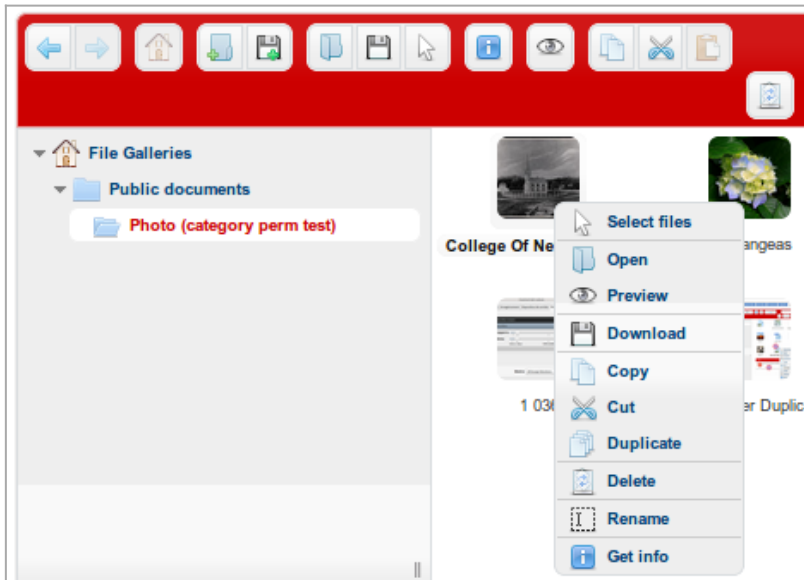 File Galleries
Public documents
Photo (category perm test)
College Of Ne
angeas
1 03
er Duplic
Select files
Open
Preview
Download
Copy
Cut
Duplicate
Delete
Rename
Get info